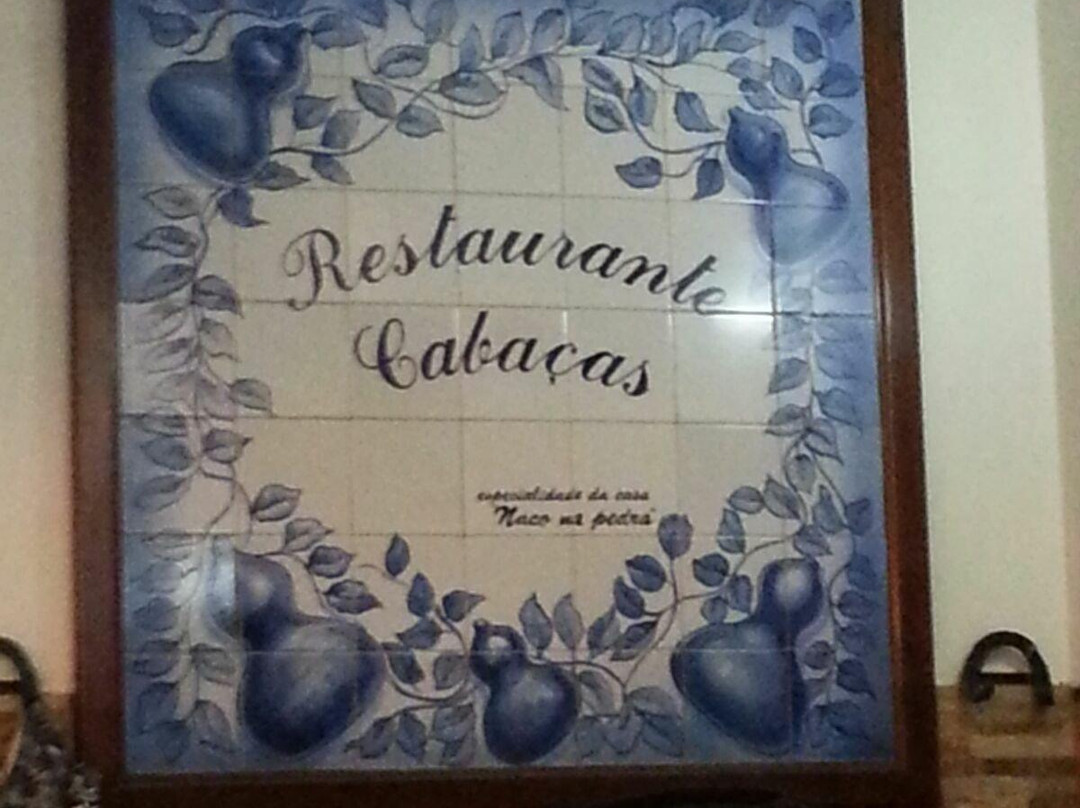 Restaurante
Cabaças
especialidade da casa
"Naco na pedra"